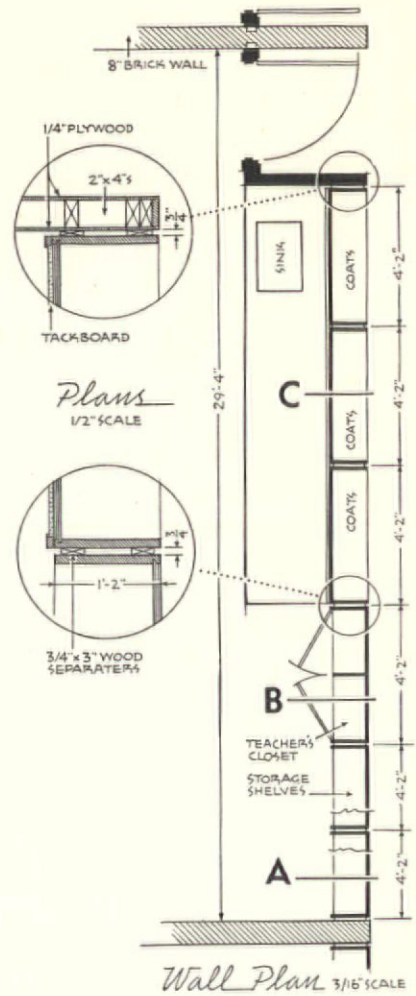 8" BRICK WALL
1/4" PLYWOOD
2"x4"s
3/4"
TACKBOARD
Plans
1/2" SCALE
29'-4"
SINK
COATS
4'-2"
C
COATS
4'-2"
COATS
4'-2"
3/4"
1'-2"
3/4"x3" WOOD
SEPARATERS
B
4'-2"
TEACHER'S
CLOSET
STORAGE
SHELVES
4'-2"
A
4'-2"
Wall Plan 3/16" SCALE